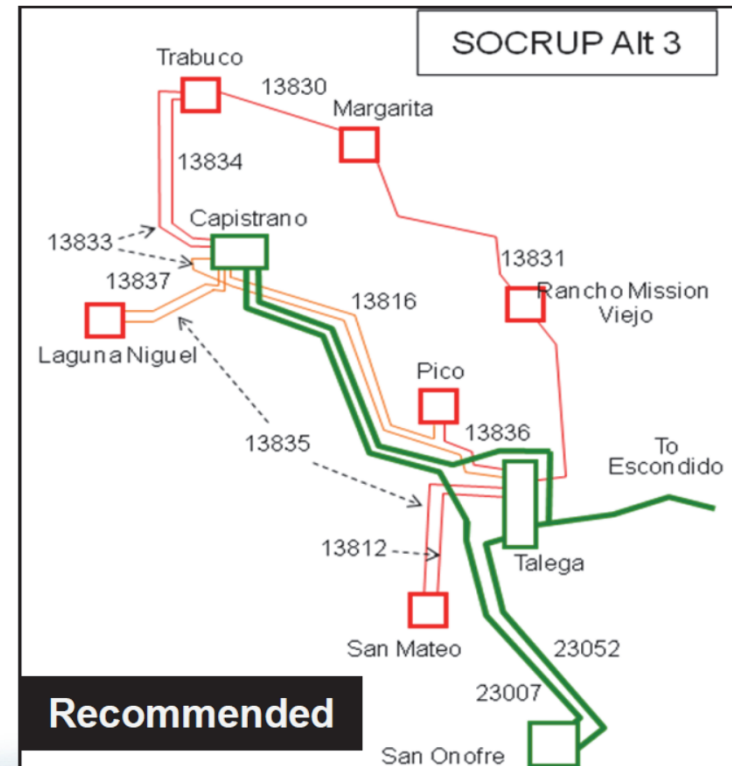 SOCRUP Alt 3
Trabuco
13830
Margarita
13834
Capistrano
13833
13837
13816
13831
Rancho Mission
Viejo
Laguna Niguel
Pico
13835
13836
To
Escondido
13812
Talega
San Mateo
23052
23007
Recommended
San Onofre